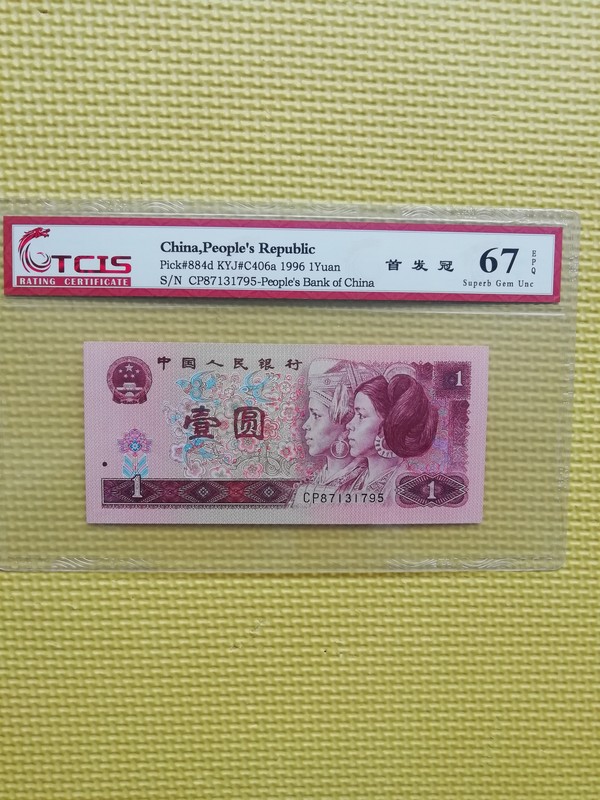 TCIS
RATING CERTIFICATE
China,People's Republic
Pick#884d KYJ#C406a 1996 1Yuan
S/N CP87131795-People's Bank of China
首发冠
67
EPQ
Superb Gem Unc
中国人民银行
1
壹圆
1
CP87131795
1